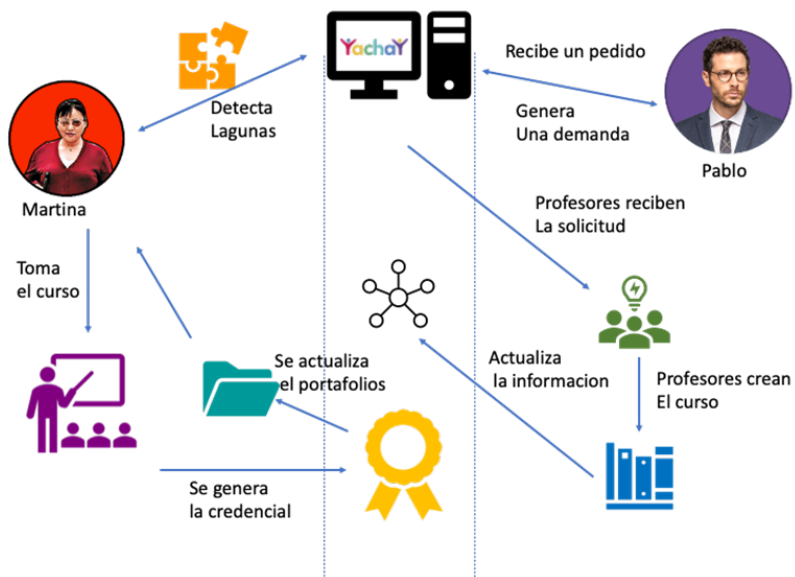 YachaY
Recibe un pedido
Detecta
Lagunas
Genera
Una demanda
Martina
Pablo
Profesores reciben
La solicitud
Toma
el curso
Se actualiza
el portafolios
Actualiza
la informacion
Profesores crean
El curso
Se genera
la credencial